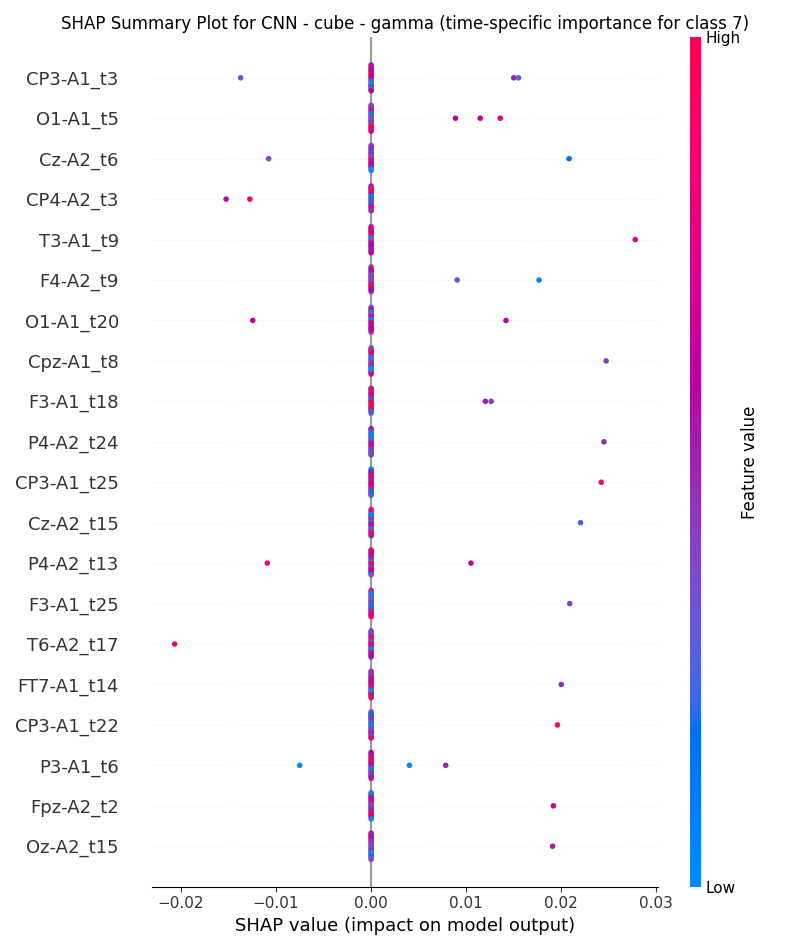 SHAP Summary Plot for CNN - cube - gamma (time-specific importance for class 7)
High
CP3-A1_t3
O1-A1_t5
Cz-A2_t6
CP4-A2_t3
T3-A1_t9
F4-A2_t9
O1-A1_t20
Cpz-A1_t8
F3-A1_t18
P4-A2_t24
CP3-A1_t25
Cz-A2_t15
P4-A2_t13
F3-A1_t25
T6-A2_t17
FT7-A1_t14
CP3-A1_t22
P3-A1_t6
Fpz-A2_t2
Oz-A2_t15
Feature value
Low
−0.02 −0.01 0.00 0.01 0.02 0.03
SHAP value (impact on model output)